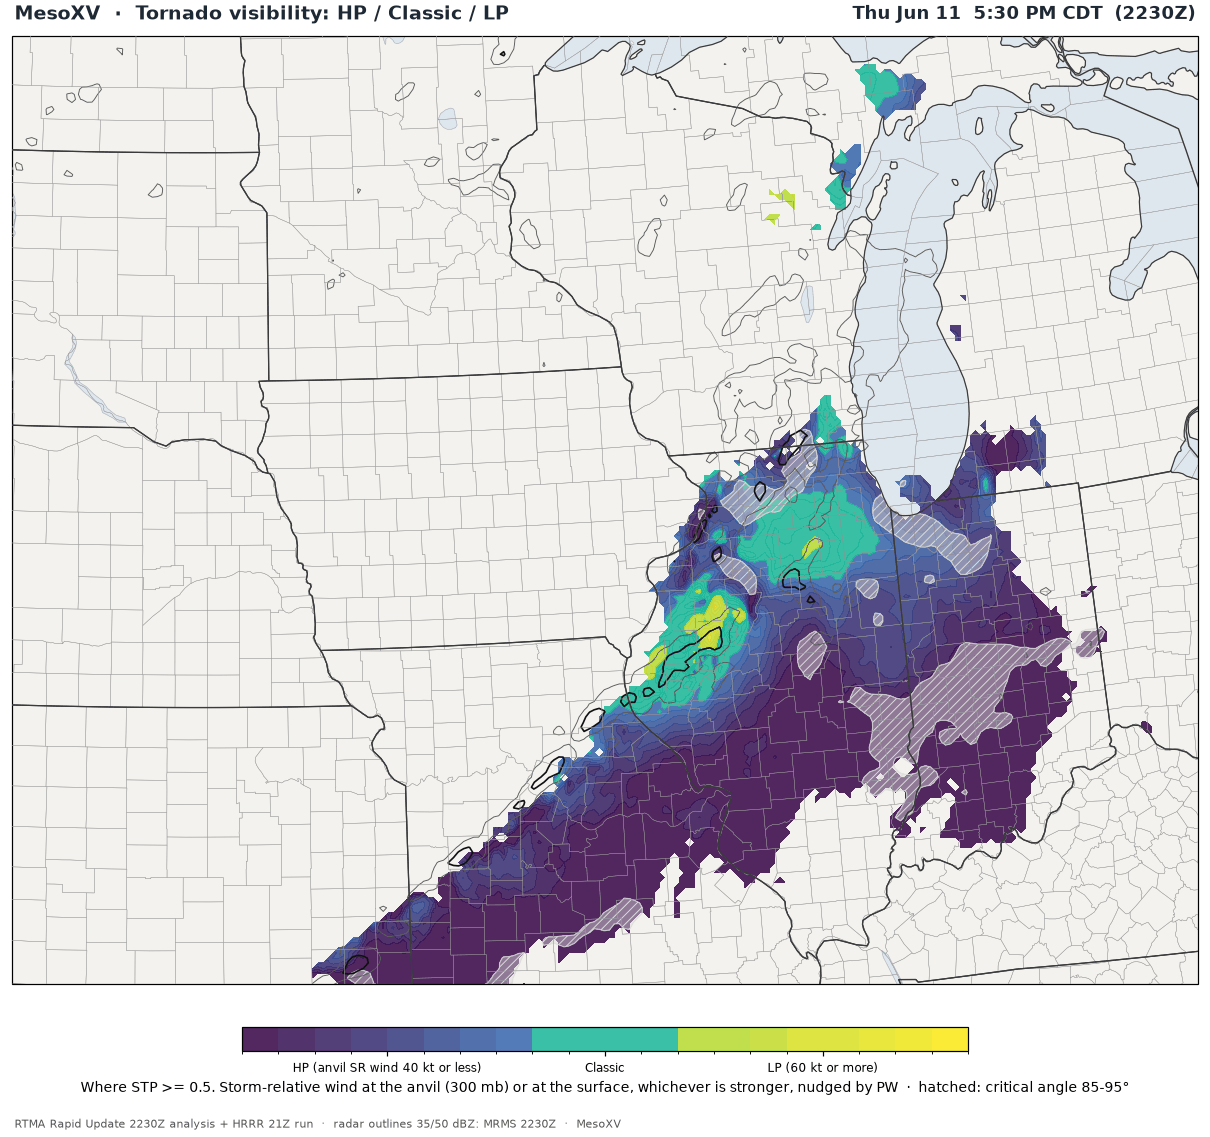 MesoXV · Tornado visibility: HP / Classic / LP
Thu Jun 11 5:30 PM CDT (2230Z)
HP (anvil SR wind 40 kt or less)
Classic
LP (60 kt or more)
Where STP >= 0.5. Storm-relative wind at the anvil (300 mb) or at the surface, whichever is stronger, nudged by PW · hatched: critical angle 85-95°
RTMA Rapid Update 2230Z analysis + HRRR 21Z run · radar outlines 35/50 dBZ: MRMS 2230Z · MesoXV